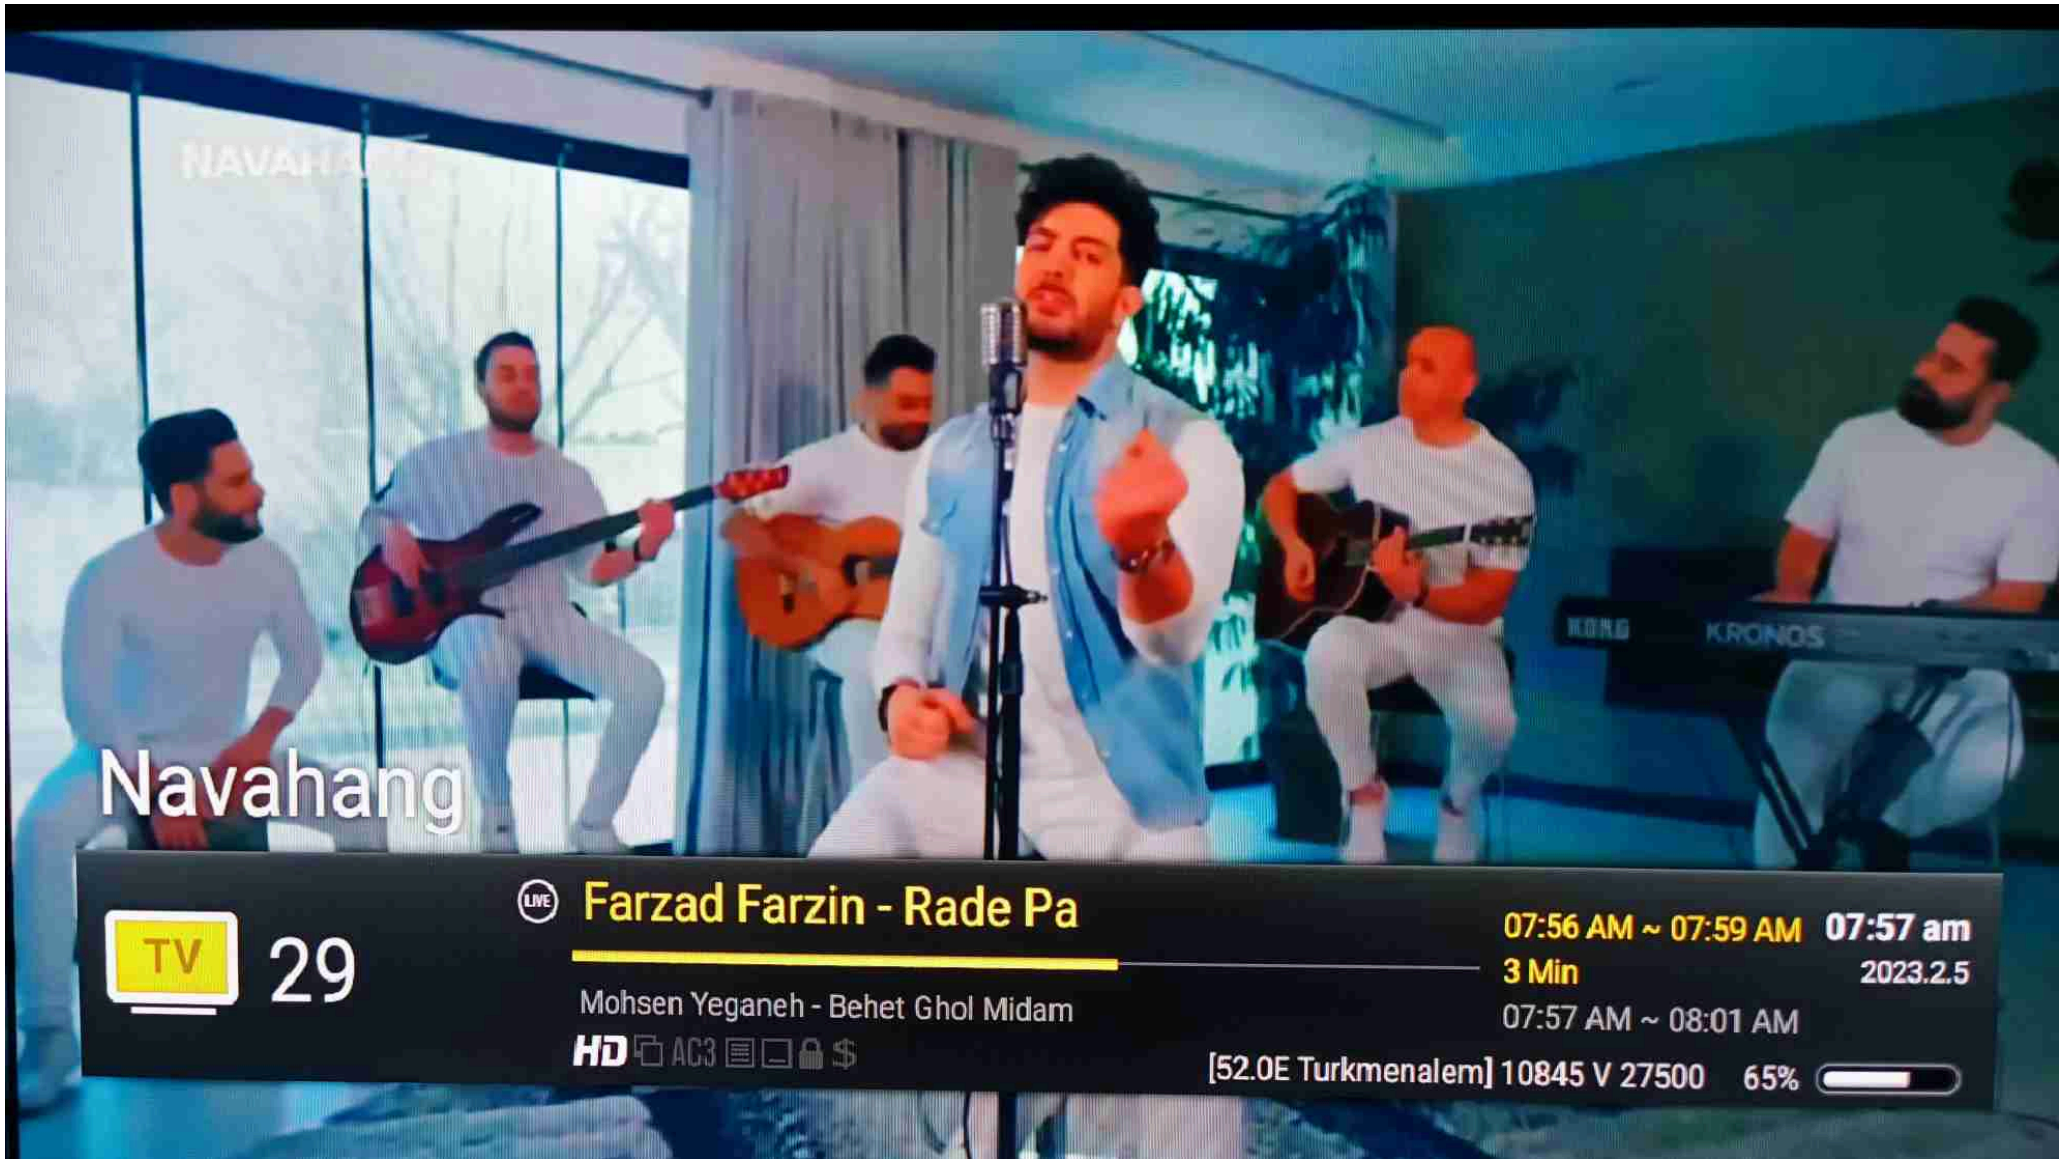 NAVAHANG
KORG
KRONOS
Navahang
TV
29
LIVE
Farzad Farzin - Rade Pa
07:56 AM ~ 07:59 AM
07:57 am
3 Min
2023.2.5
Mohsen Yeganeh - Behet Ghol Midam
07:57 AM ~ 08:01 AM
HD AC3 $
[52.0E Turkmenalem] 10845 V 27500
65%